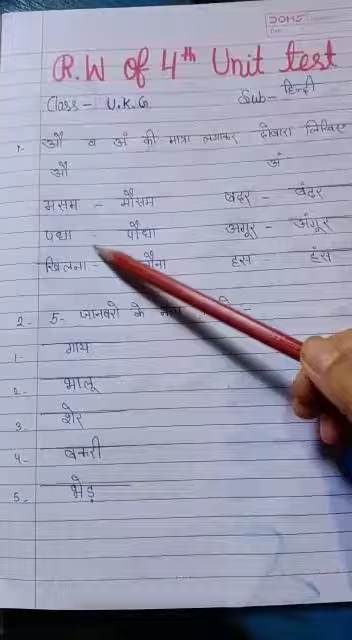 DOMS
R.W of 4th Unit test
Class - U.K.G Sub - हिन्दी
1. औ व अं की मात्रा लगाकर दोबारा लिखिए
औ अं
मसम - मौसम बदर - बंदर
पधा - पौधा अगूर - अंगूर
खिलना - हस - हंस
2. 5 - जानवरो के
1- गाय
2- भालू
3- शेर
4- बकरी
5- भेड़